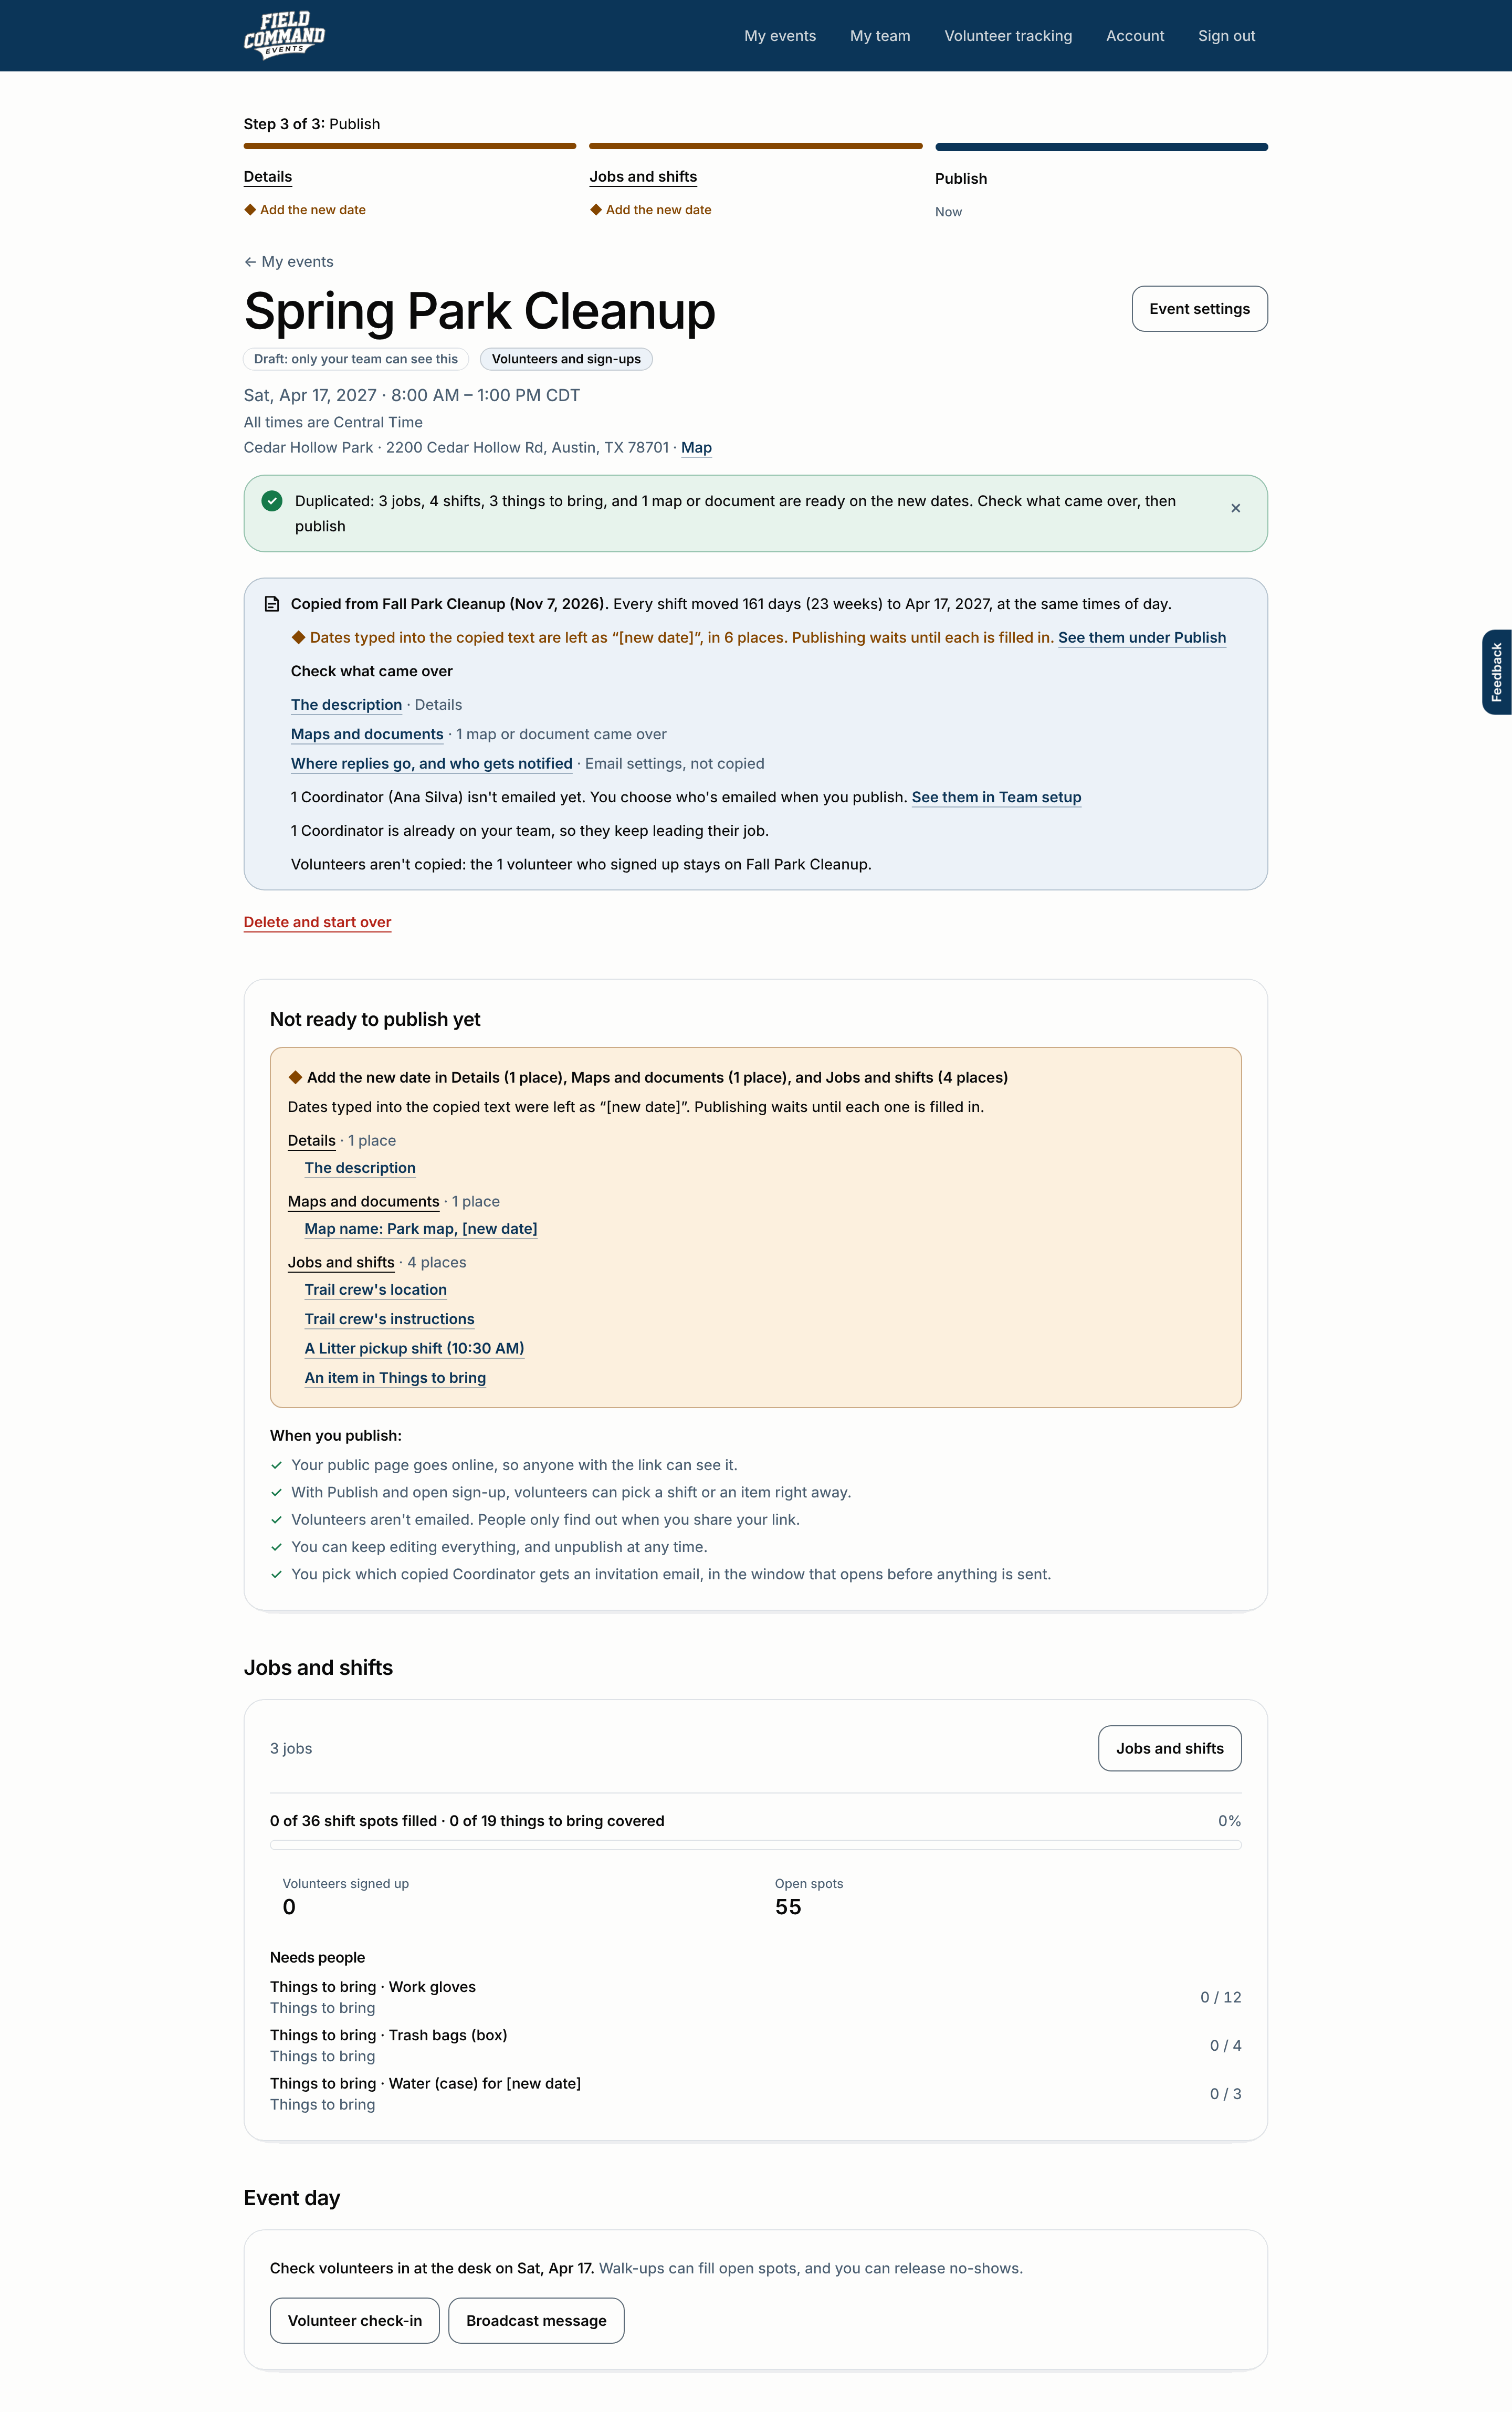 FIELD
COMMAND
EVENTS
My events
My team
Volunteer tracking
Account
Sign out
Step 3 of 3: Publish
Details
◆ Add the new date
Jobs and shifts
◆ Add the new date
Publish
Now
← My events
Spring Park Cleanup
Event settings
Draft: only your team can see this
Volunteers and sign-ups
Sat, Apr 17, 2027 · 8:00 AM – 1:00 PM CDT
All times are Central Time
Cedar Hollow Park · 2200 Cedar Hollow Rd, Austin, TX 78701 · Map
Duplicated: 3 jobs, 4 shifts, 3 things to bring, and 1 map or document are ready on the new dates. Check what came over, then
publish
×
Copied from Fall Park Cleanup (Nov 7, 2026). Every shift moved 161 days (23 weeks) to Apr 17, 2027, at the same times of day.
◆ Dates typed into the copied text are left as “[new date]”, in 6 places. Publishing waits until each is filled in. See them under Publish
Check what came over
The description · Details
Maps and documents · 1 map or document came over
Where replies go, and who gets notified · Email settings, not copied
1 Coordinator (Ana Silva) isn't emailed yet. You choose who's emailed when you publish. See them in Team setup
1 Coordinator is already on your team, so they keep leading their job.
Volunteers aren't copied: the 1 volunteer who signed up stays on Fall Park Cleanup.
Feedback
Delete and start over
Not ready to publish yet
◆ Add the new date in Details (1 place), Maps and documents (1 place), and Jobs and shifts (4 places)
Dates typed into the copied text were left as “[new date]”. Publishing waits until each one is filled in.
Details · 1 place
The description
Maps and documents · 1 place
Map name: Park map, [new date]
Jobs and shifts · 4 places
Trail crew's location
Trail crew's instructions
A Litter pickup shift (10:30 AM)
An item in Things to bring
When you publish:
✓ Your public page goes online, so anyone with the link can see it.
✓ With Publish and open sign-up, volunteers can pick a shift or an item right away.
✓ Volunteers aren't emailed. People only find out when you share your link.
✓ You can keep editing everything, and unpublish at any time.
✓ You pick which copied Coordinator gets an invitation email, in the window that opens before anything is sent.
Jobs and shifts
3 jobs
Jobs and shifts
0 of 36 shift spots filled · 0 of 19 things to bring covered
0%
Volunteers signed up
0
Open spots
55
Needs people
Things to bring · Work gloves
Things to bring
0 / 12
Things to bring · Trash bags (box)
Things to bring
0 / 4
Things to bring · Water (case) for [new date]
Things to bring
0 / 3
Event day
Check volunteers in at the desk on Sat, Apr 17. Walk-ups can fill open spots, and you can release no-shows.
Volunteer check-in
Broadcast message